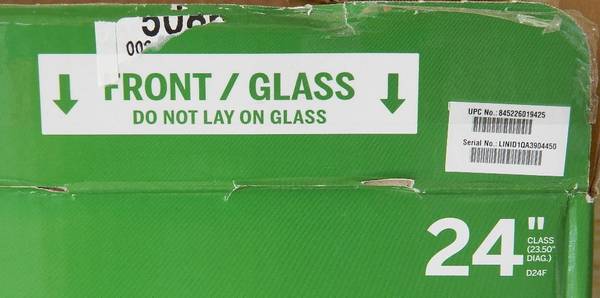 FRONT / GLASS
DO NOT LAY ON GLASS
UPC No.: 845226019425
Serial No.: LINID1QA3904450
24"
CLASS
(23.50"
DIAG.)
D24F